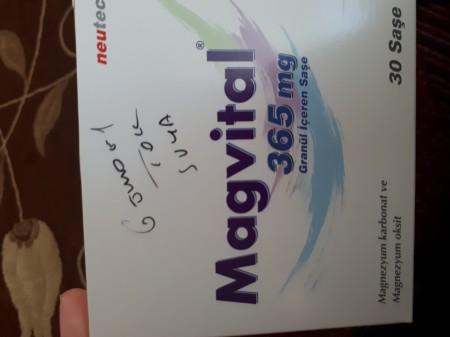 neutec
Magvital®
365 mg
Granül İçeren Saşe
30 Saşe
Magnezyum karbonat ve
Magnezyum oksit